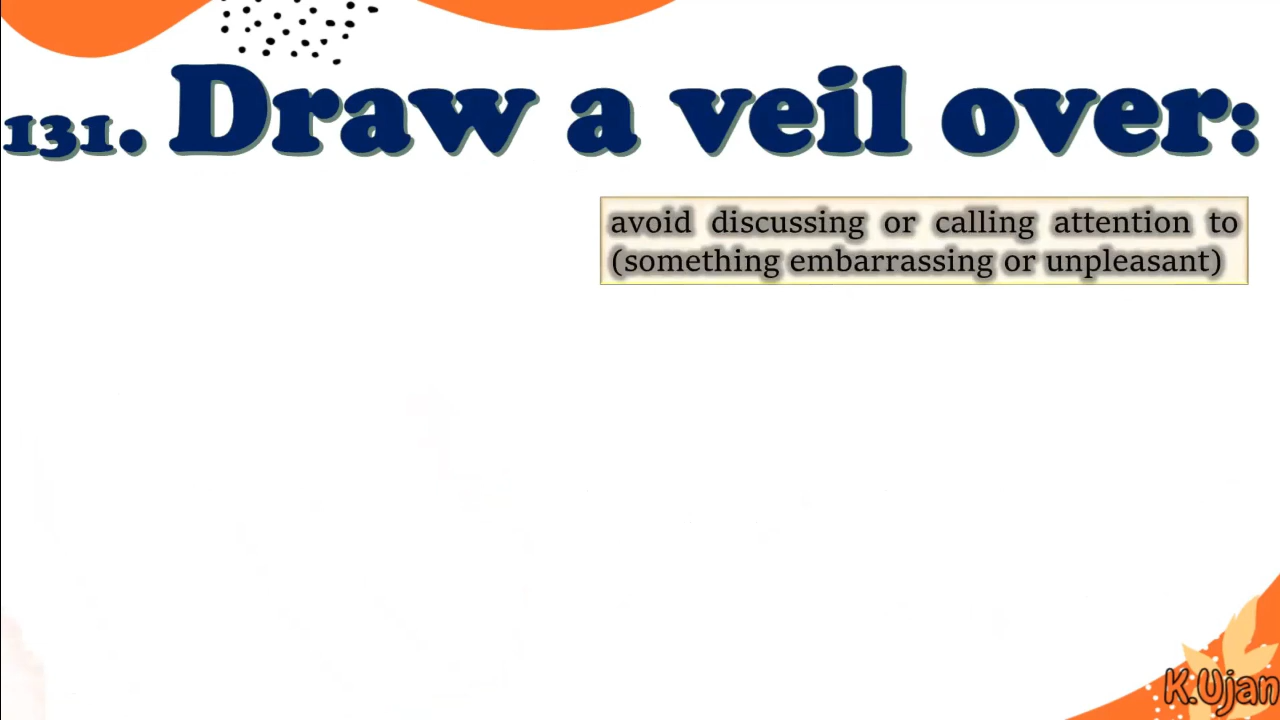 131. Draw a veil over:
avoid discussing or calling attention to
(something embarrassing or unpleasant)
K.Ujan